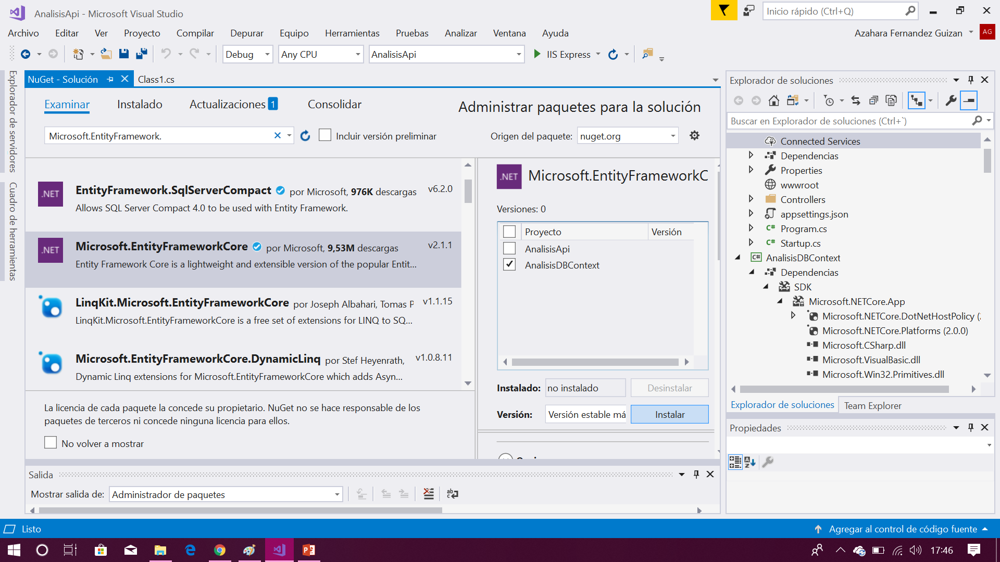 AnalisisApi - Microsoft Visual Studio
Inicio rápido (Ctrl+Q)
Archivo Editar Ver Proyecto Compilar Depurar Equipo Herramientas Pruebas Analizar Ventana Ayuda
Azahara Fernandez Guizan AG
Debug Any CPU AnalisisApi IIS Express
Explorador de servidores
Cuadro de herramientas
NuGet - Solución Class1.cs
Examinar Instalado Actualizaciones 1 Consolidar
Administrar paquetes para la solución
Microsoft.EntityFramework. Incluir versión preliminar
Origen del paquete: nuget.org
.NET EntityFramework.SqlServerCompact por Microsoft, 976K descargas v6.2.0
Allows SQL Server Compact 4.0 to be used with Entity Framework.
.NET Microsoft.EntityFrameworkCore por Microsoft, 9,53M descargas v2.1.1
Entity Framework Core is a lightweight and extensible version of the popular Entit...
LinqKit.Microsoft.EntityFrameworkCore por Joseph Albahari, Tomas P v1.1.15
LinqKit.Microsoft.EntityFrameworkCore is a free set of extensions for LINQ to SQ...
Microsoft.EntityFrameworkCore.DynamicLinq por Stef Heyenrath, v1.0.8.11
Dynamic Linq extensions for Microsoft.EntityFrameworkCore which adds Asyn...
La licencia de cada paquete la concede su propietario. NuGet no se hace responsable de los
paquetes de terceros ni concede ninguna licencia para ellos.
No volver a mostrar
.NET Microsoft.EntityFrameworkC
Versiones: 0
Proyecto Versión
AnalisisApi
AnalisisDBContext
Instalado: no instalado Desinstalar
Versión: Versión estable má Instalar
Salida
Mostrar salida de: Administrador de paquetes
Explorador de soluciones
Buscar en Explorador de soluciones (Ctrl+`)
Connected Services
Dependencias
Properties
wwwroot
Controllers
appsettings.json
C# Program.cs
C# Startup.cs
C# AnalisisDBContext
Dependencias
SDK
Microsoft.NETCore.App
Microsoft.NETCore.DotNetHostPolicy (
Microsoft.NETCore.Platforms (2.0.0)
Microsoft.CSharp.dll
Microsoft.VisualBasic.dll
Microsoft.Win32.Primitives.dll
Explorador de soluciones Team Explorer
Propiedades
Listo
Agregar al control de código fuente
17:46